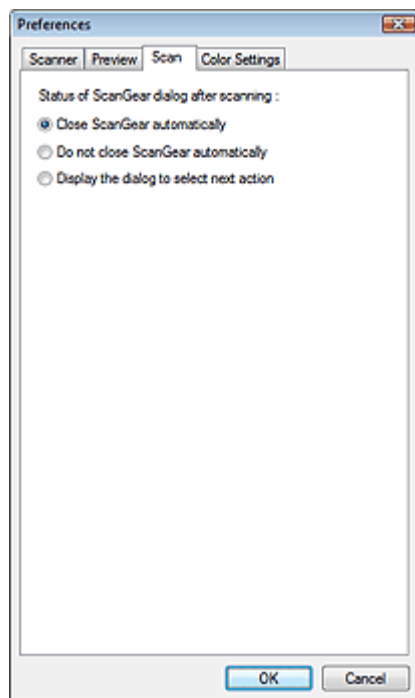 Preferences
Scanner Preview Scan Color Settings
Status of ScanGear dialog after scanning :
Close ScanGear automatically
Do not close ScanGear automatically
Display the dialog to select next action
OK Cancel